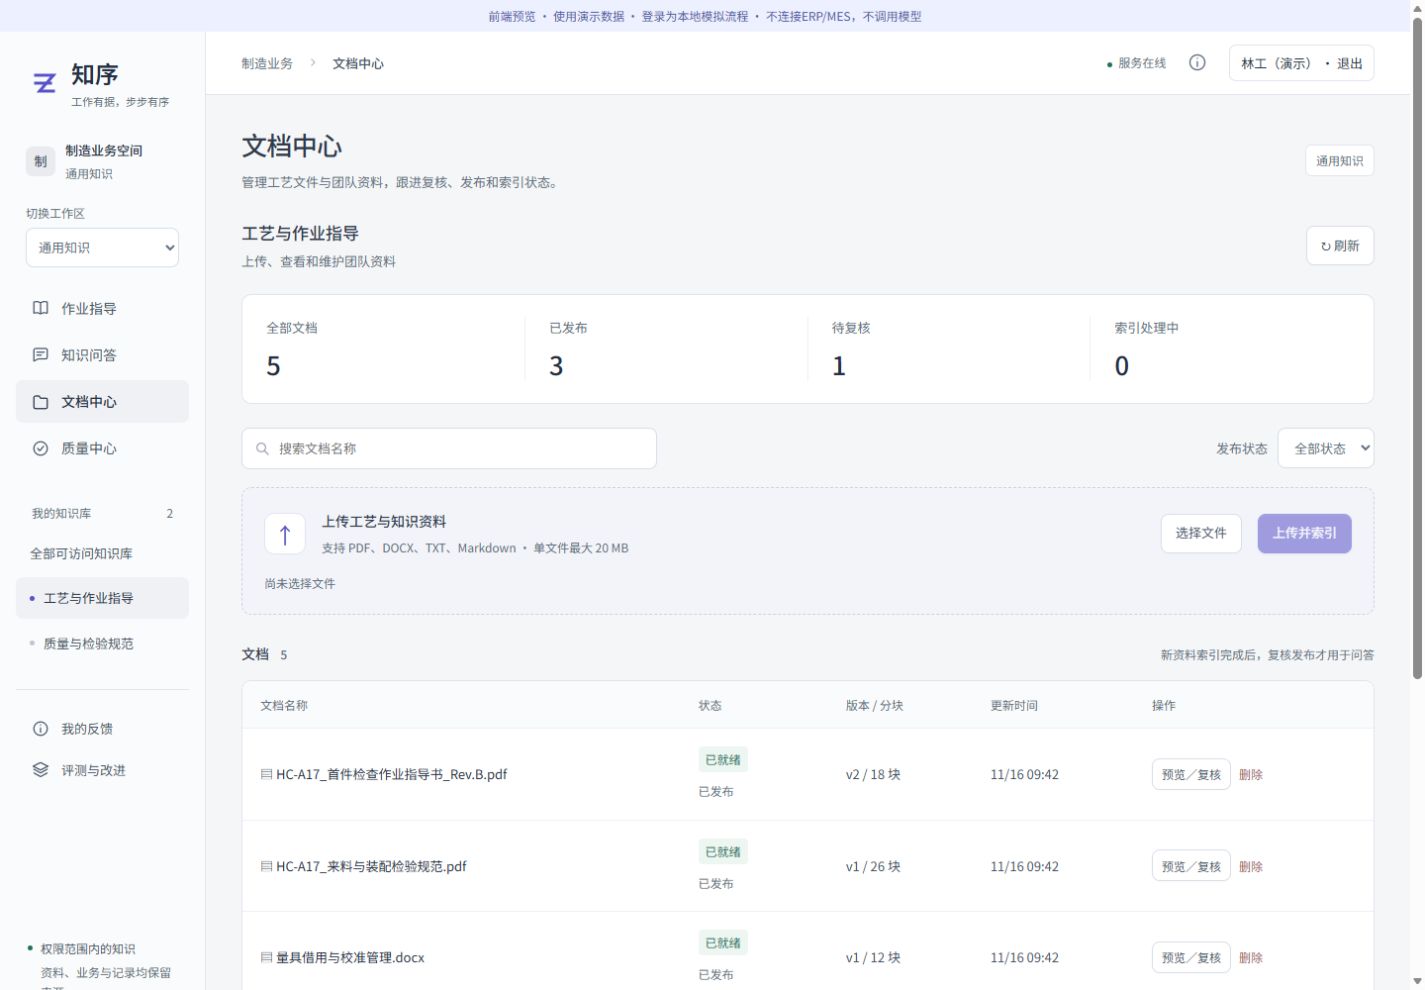 前端预览 • 使用演示数据 • 登录为本地模拟流程 • 不连接ERP/MES，不调用模型
知序
工作有据，步步有序
制
制造业务空间
通用知识
切换工作区
通用知识
作业指导
知识问答
文档中心
质量中心
我的知识库 2
全部可访问知识库
工艺与作业指导
质量与检验规范
我的反馈
评测与改进
权限范围内的知识
资料、业务与记录均保留
制造业务 > 文档中心
服务在线
林工（演示） • 退出
文档中心
管理工艺文件与团队资料，跟进复核、发布和索引状态。
通用知识
工艺与作业指导
上传、查看和维护团队资料
刷新
全部文档
5
已发布
3
待复核
1
索引处理中
0
搜索文档名称
发布状态
全部状态
上传工艺与知识资料
支持 PDF、DOCX、TXT、Markdown • 单文件最大 20 MB
选择文件
上传并索引
尚未选择文件
文档 5
新资料索引完成后，复核发布才用于问答
文档名称 状态 版本 / 分块 更新时间 操作
HC-A17_首件检查作业指导书_Rev.B.pdf
已就绪
已发布
v2 / 18 块
11/16 09:42
预览／复核
删除
HC-A17_来料与装配检验规范.pdf
已就绪
已发布
v1 / 26 块
11/16 09:42
预览／复核
删除
量具借用与校准管理.docx
已就绪
已发布
v1 / 12 块
11/16 09:42
预览／复核
删除